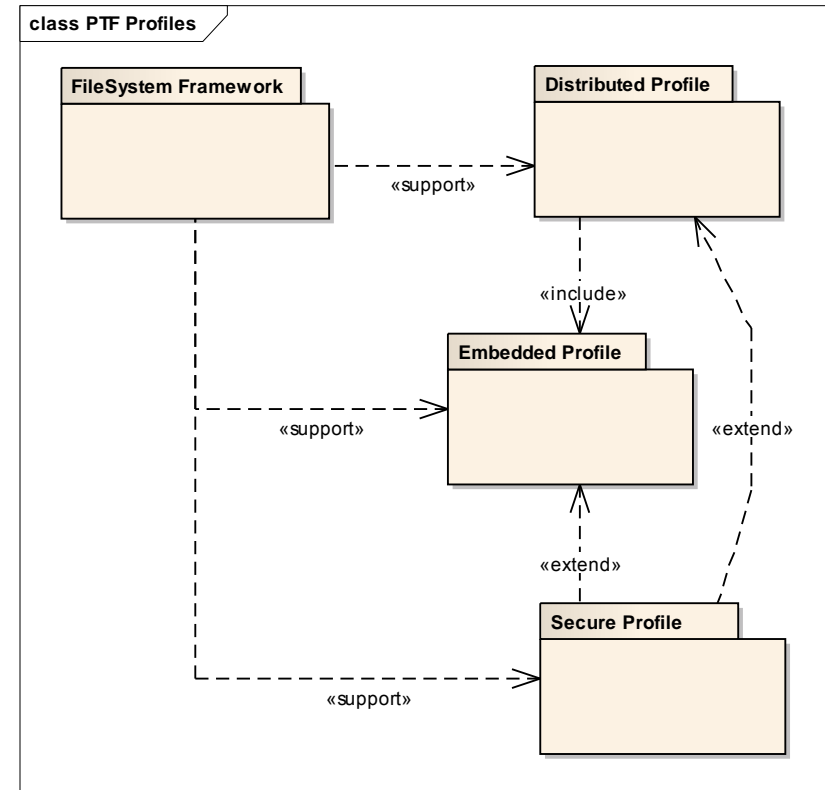 class PTF Profiles
FileSystem Framework
Distributed Profile
«support»
«include»
Embedded Profile
«support»
«extend»
«extend»
Secure Profile
«support»